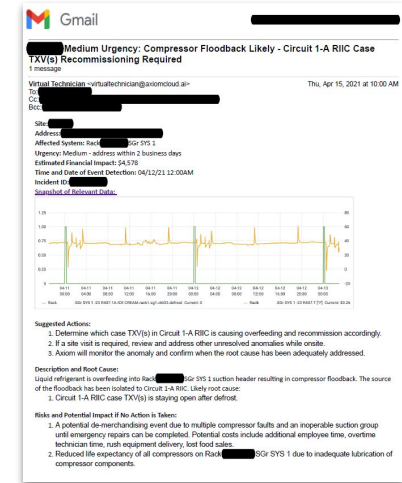 Gmail
Medium Urgency: Compressor Floodback Likely - Circuit 1-A RIIC Case
TXV(s) Recommissioning Required
1 message
Virtual Technician <virtualtechnician@axiomcloud.ai>
Thu, Apr 15, 2021 at 10:00 AM
To:
Cc:
Bcc:
Site:
Address:
Affected System: Rack SGr SYS 1
Urgency: Medium - address within 2 business days
Estimated Financial Impact: $4,578
Time and Date of Event Detection: 04/12/21 12:00AM
Incident ID:
Snapshot of Relevant Data:
Suggested Actions:
1. Determine which case TXV(s) in Circuit 1-A RIIC is causing overfeeding and recommission accordingly.
2. If a site visit is required, review and address other unresolved anomalies while onsite.
3. Axiom will monitor the anomaly and confirm when the root cause has been adequately addressed.
Description and Root Cause:
Liquid refrigerant is overfeeding into Rack SGr SYS 1 suction header resulting in compressor floodback. The source
of the floodback has been isolated to Circuit 1-A RIIC. Likely root cause:
1. Circuit 1-A RIIC case TXV(s) is staying open after defrost.
Risks and Potential Impact if No Action is Taken:
1. A potential de-merchandising event due to multiple compressor faults and an inoperable suction group
until emergency repairs can be completed. Potential costs include additional employee time, overtime
technician time, rush equipment delivery, lost food sales.
2. Reduced life expectancy of all compressors on Rack SGr SYS 1 due to inadequate lubrication of
compressor components.